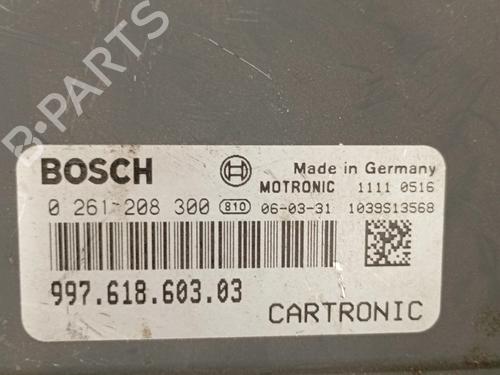 B-PARTS
BOSCH
Made in Germany
MOTRONIC 1111 0516
0 261 208 300 810 06-03-31 1039S13568
997.618.603.03
CARTRONIC